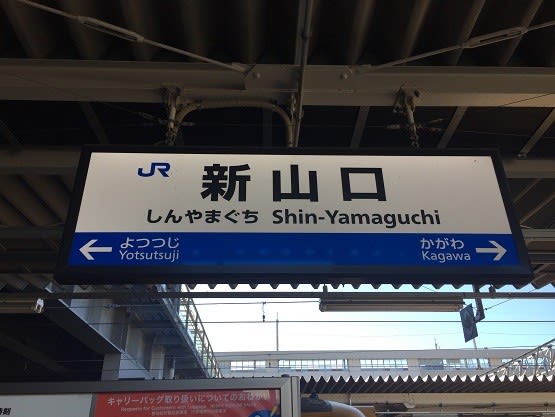 JR
新山口
しんやまぐち Shin-Yamaguchi
← よつつじ
Yotsutsuji
かがわ →
Kagawa
キャリーバッグ取り扱いについてのお願い